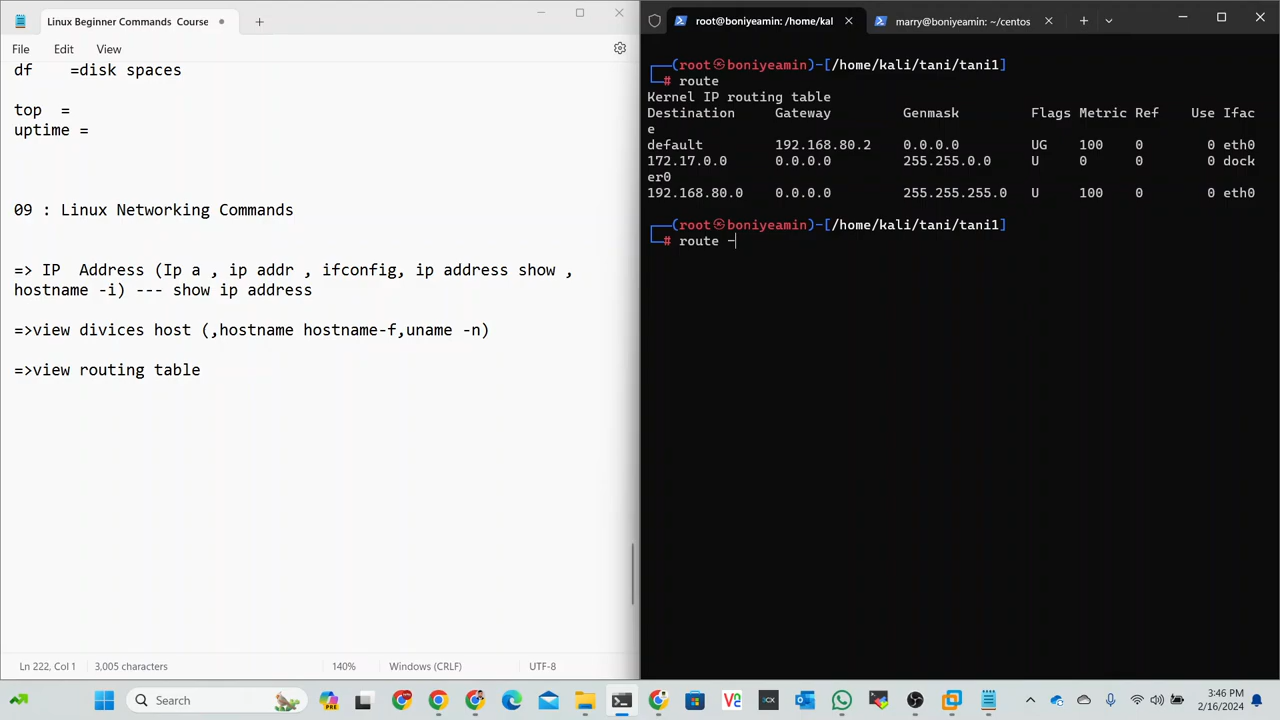 Linux Beginner Commands Course
File Edit View
df =disk spaces
top =
uptime =
09 : Linux Networking Commands
=> IP Address (Ip a , ip addr , ifconfig, ip address show ,
hostname -i) --- show ip address
=>view divices host (,hostname hostname-f,uname -n)
=>view routing table
Ln 222, Col 1 3,005 characters 140% Windows (CRLF) UTF-8
root@boniyeamin: /home/kal marry@boniyeamin: ~/centos
(root㉿boniyeamin)-[/home/kali/tani/tani1]
# route
Kernel IP routing table
Destination Gateway Genmask Flags Metric Ref Use Ifac
e
default 192.168.80.2 0.0.0.0 UG 100 0 0 eth0
172.17.0.0 0.0.0.0 255.255.0.0 U 0 0 0 dock
er0
192.168.80.0 0.0.0.0 255.255.255.0 U 100 0 0 eth0
(root㉿boniyeamin)-[/home/kali/tani/tani1]
# route -
Search
3:46 PM
2/16/2024